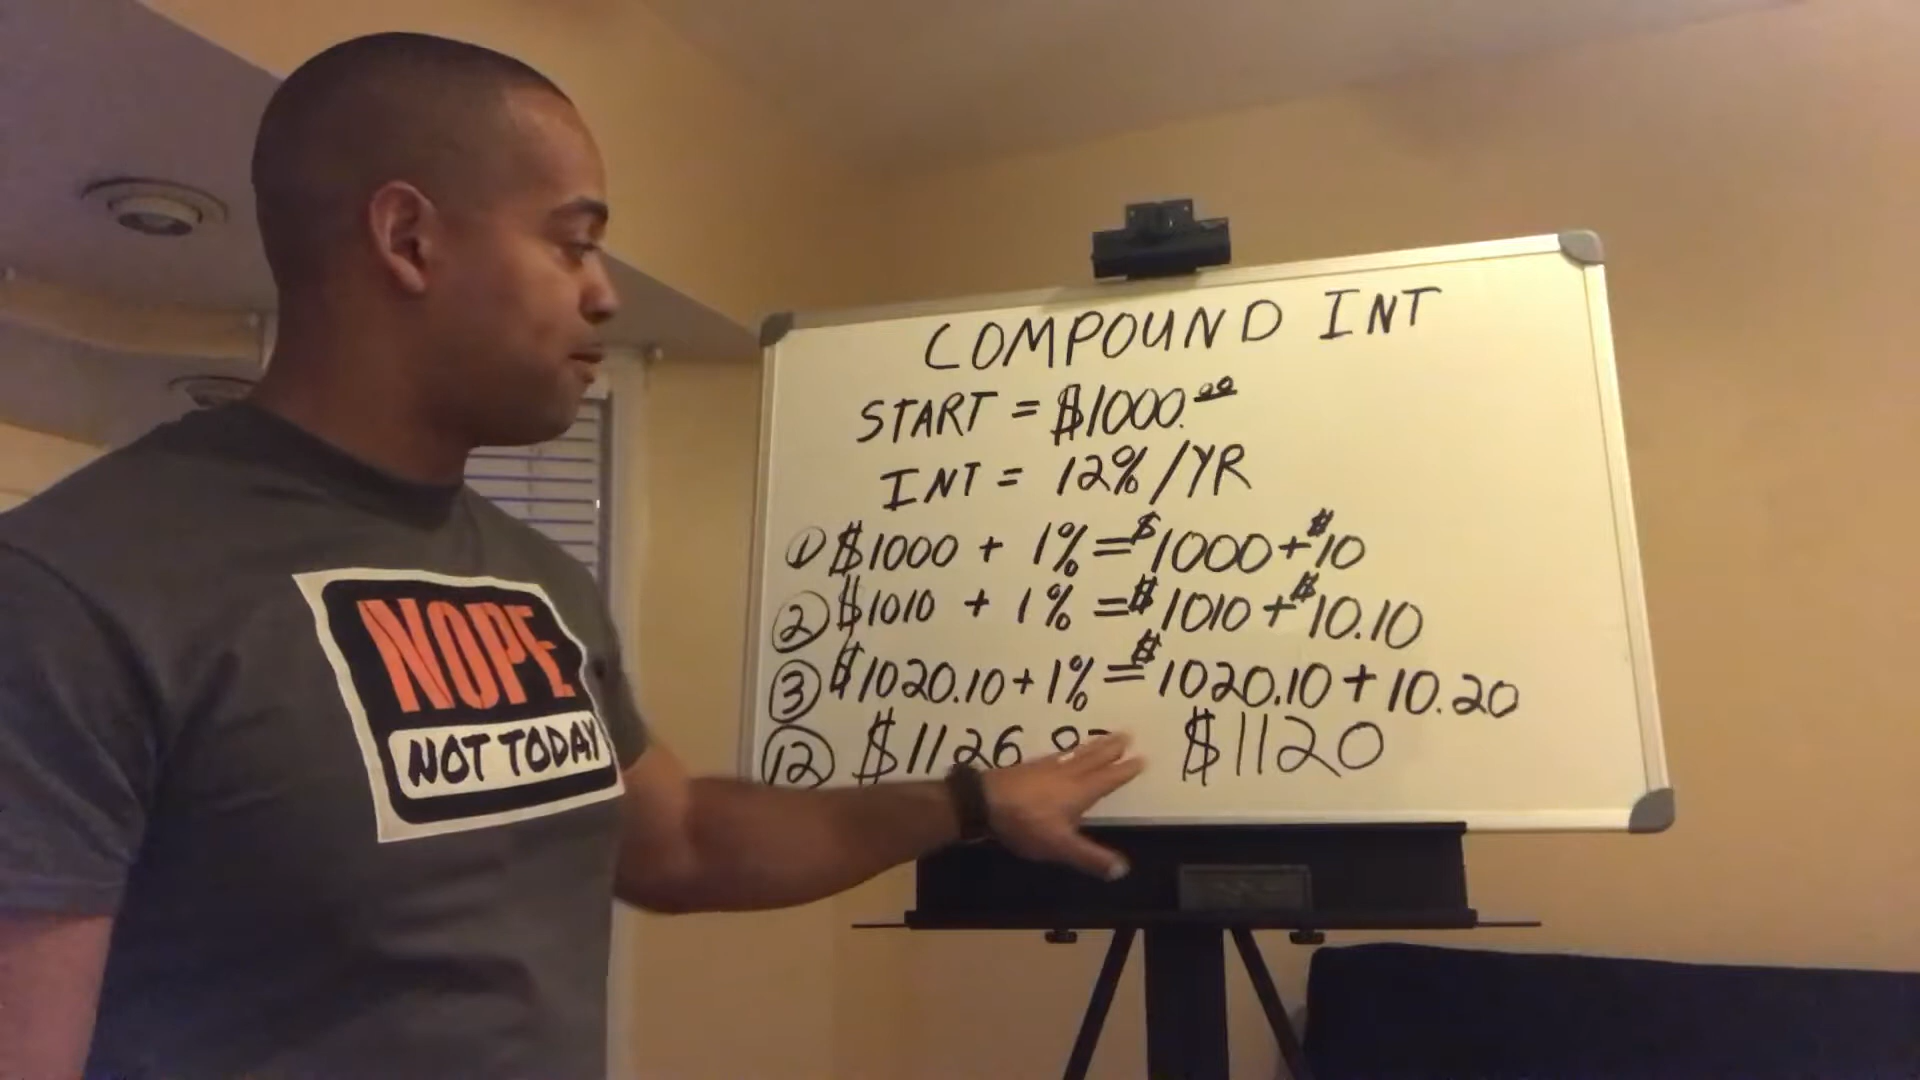 COMPOUND INT
START = $1000.00
INT = 12%/YR
① $1000 + 1% = $1000 + $10
② $1010 + 1% = $1010 + $10.10
③ $1020.10 + 1% = $1020.10 + 10.20
⑫ $1126 $1120
NOPE
NOT TODAY